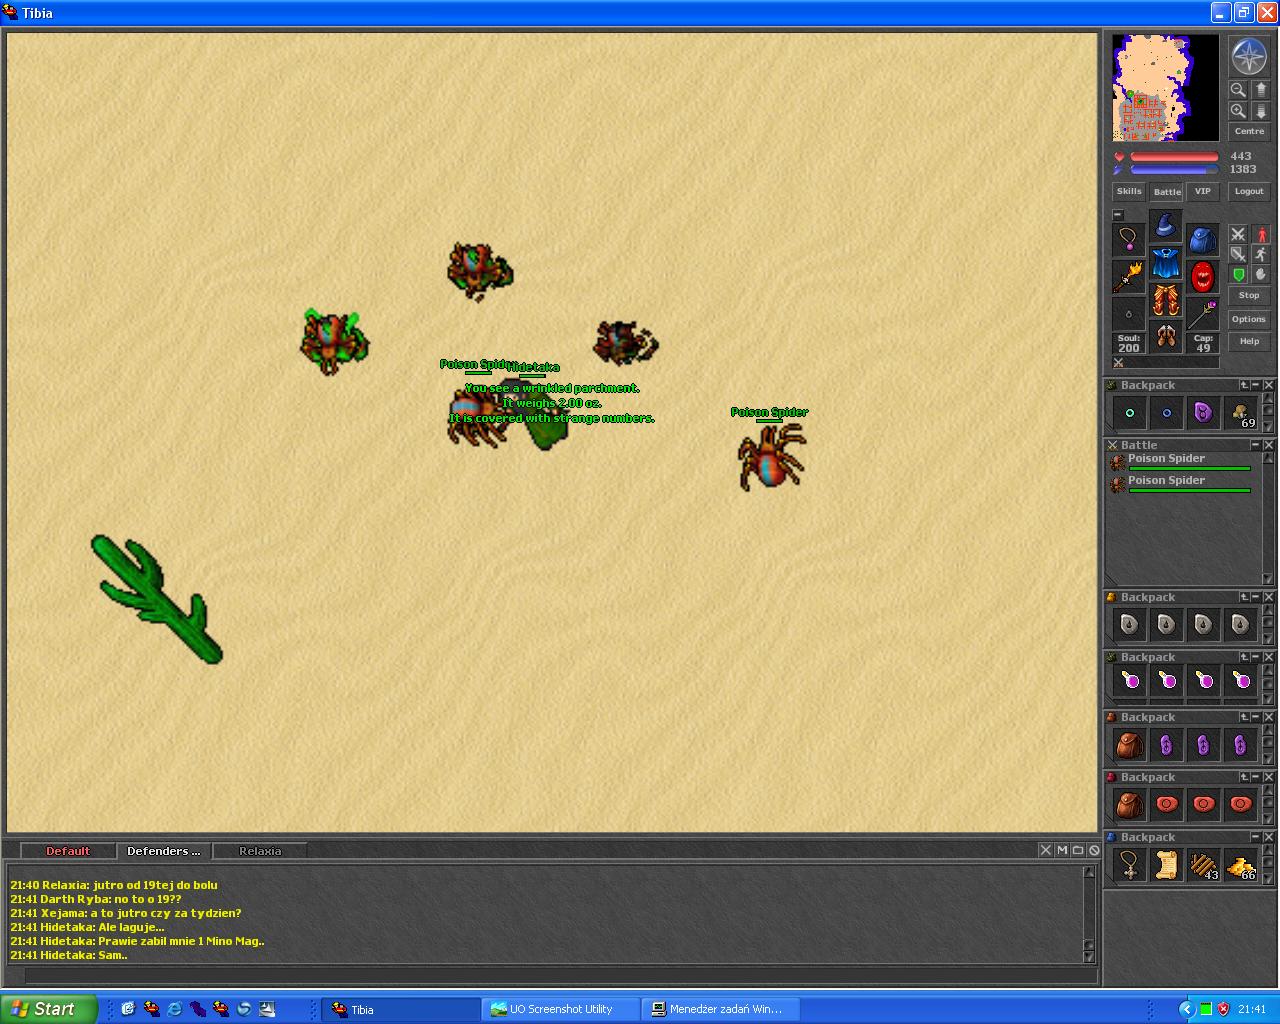 Tibia
Centre
443
1383
Skills
Battle
VIP
Logout
Stop
Options
Soul:
200
Cap:
49
Help
Poison Spider
Hidetaka
You see a wrinkled parchment.
It weighs 2.00 oz.
It is covered with strange numbers.
Poison Spider
Backpack
69
Battle
Poison Spider
Poison Spider
Backpack
Backpack
Backpack
Backpack
Backpack
43
66
Default
Defenders ...
Relaxia
21:40 Relaxia: jutro od 19tej do bolu
21:41 Darth Ryba: no to o 19??
21:41 Xejama: a to jutro czy za tydzien?
21:41 Hidetaka: Ale laguje...
21:41 Hidetaka: Prawie zabil mnie 1 Mino Mag..
21:41 Hidetaka: Sam..
Start
Tibia
UO Screenshot Utility
Menedżer zadań Win...
21:41